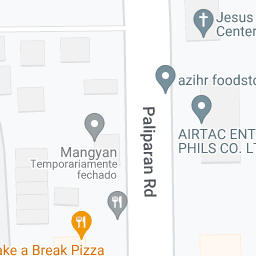 Jesus
Center
azihr foodsto
Paliparan Rd
AIRTAC ENT
PHILS CO. LT
Mangyan
Temporariamente
fechado
ake a Break Pizza